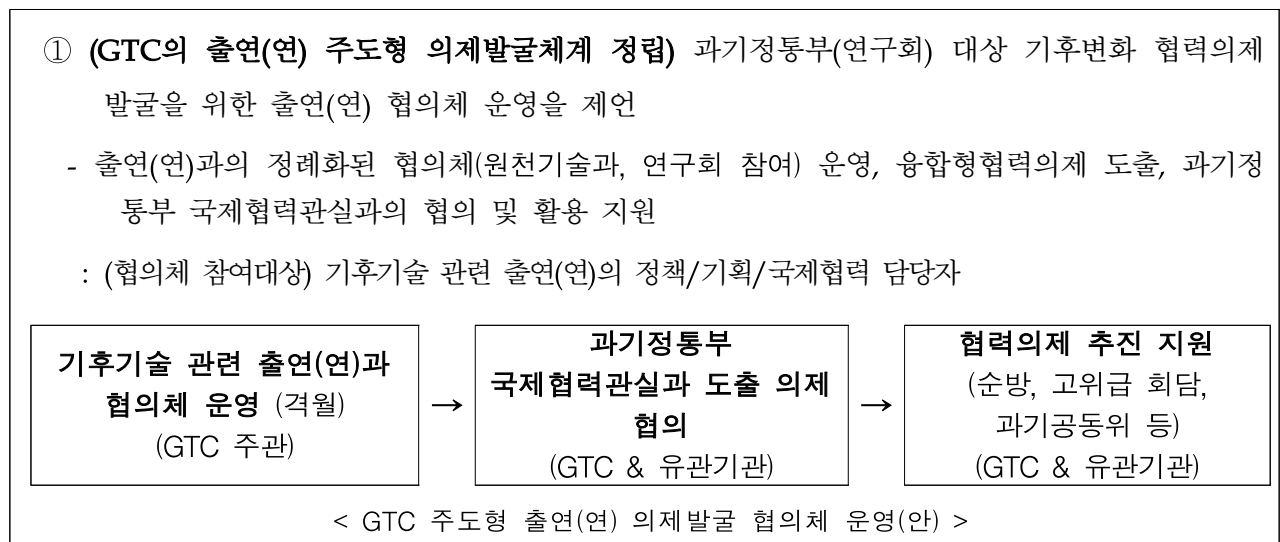 ① (GTC의 출연(연) 주도형 의제발굴체계 정립) 과기정통부(연구회) 대상 기후변화 협력의제
발굴을 위한 출연(연) 협의체 운영을 제언
- 출연(연)과의 정례화된 협의체(원천기술과, 연구회 참여) 운영, 융합형협력의제 도출, 과기정
통부 국제협력관실과의 협의 및 활용 지원
: (협의체 참여대상) 기후기술 관련 출연(연)의 정책/기획/국제협력 담당자
기후기술 관련 출연(연)과
협의체 운영 (격월)
(GTC 주관)
→
과기정통부
국제협력관실과 도출 의제
협의
(GTC & 유관기관)
→
협력의제 추진 지원
(순방, 고위급 회담,
과기공동위 등)
(GTC & 유관기관)
< GTC 주도형 출연(연) 의제발굴 협의체 운영(안) >